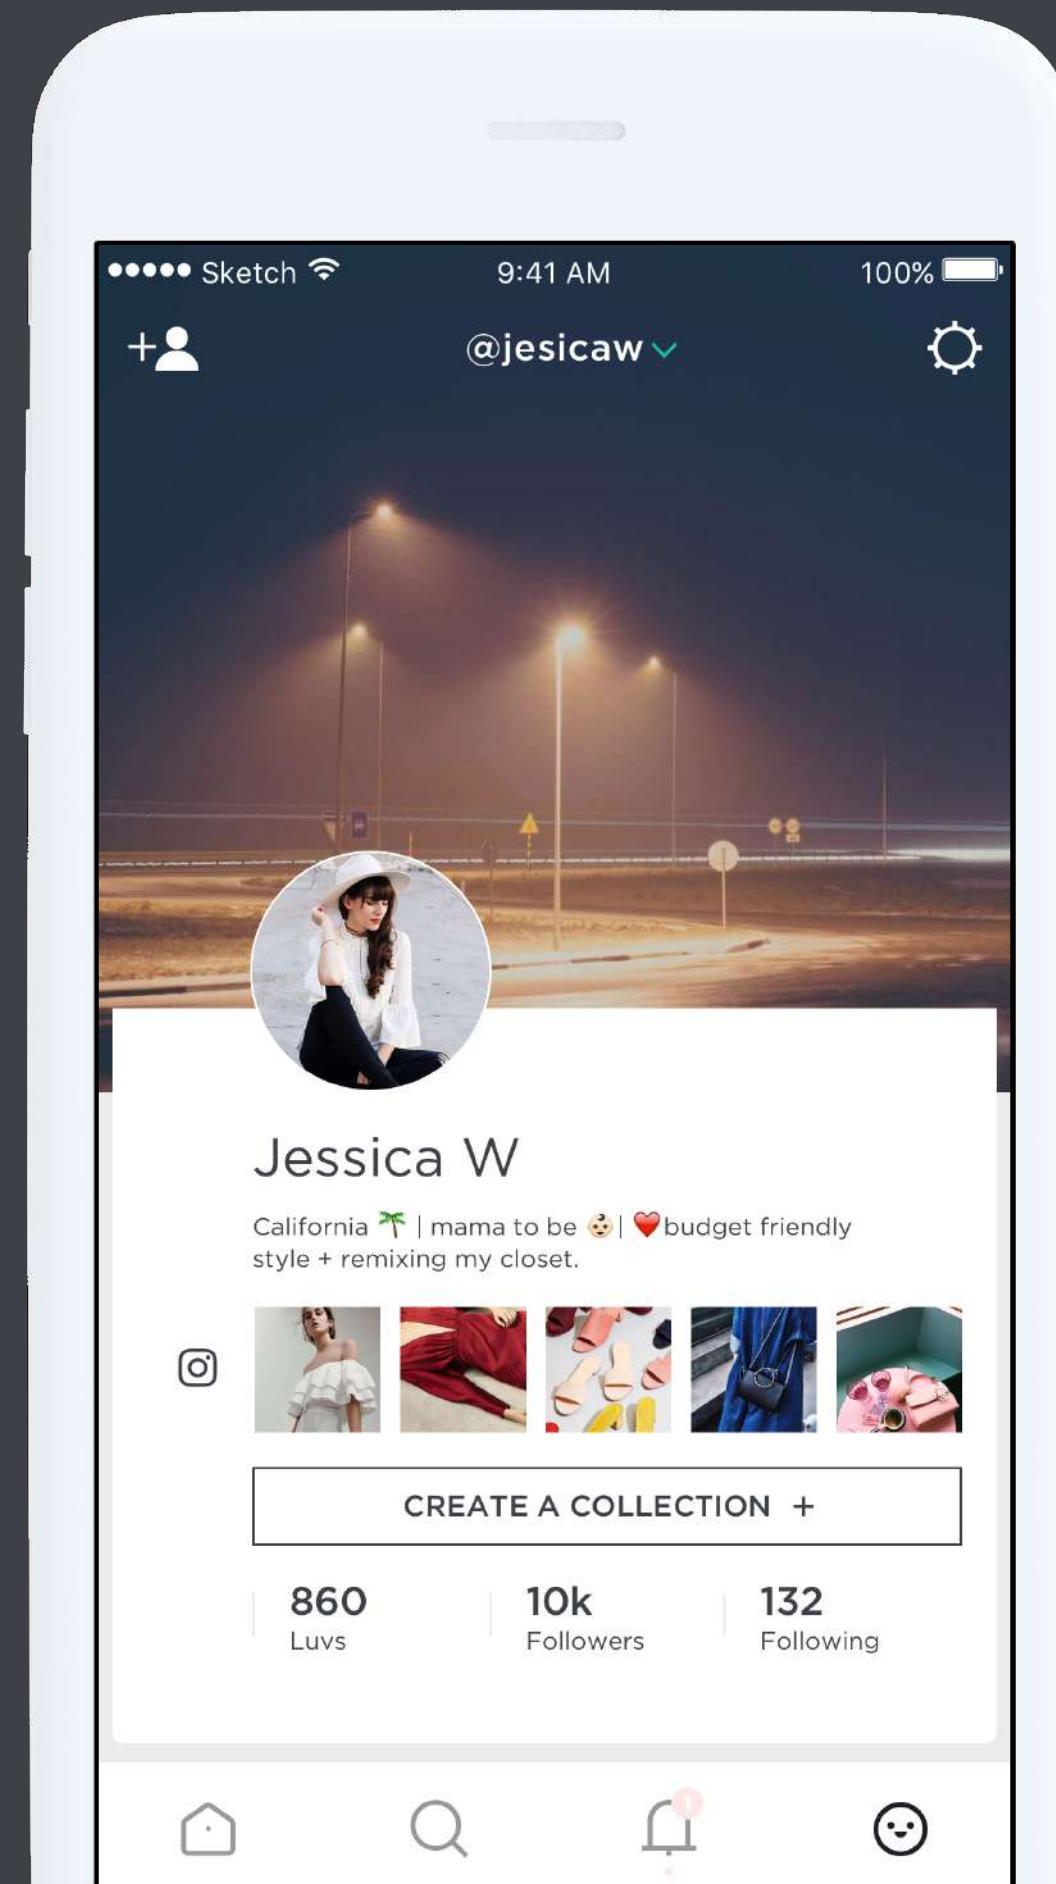 Sketch 9:41 AM 100%
@jesicaw
Jessica W
California 🌴 | mama to be 👶🏻| ❤️budget friendly
style + remixing my closet.
CREATE A COLLECTION +
860 10k 132
Luvs Followers Following
1